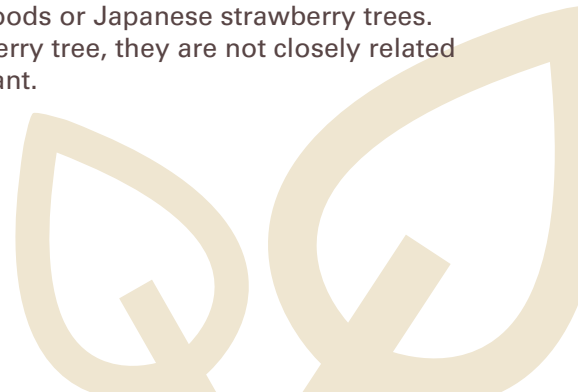 oods or Japanese strawberry trees.
erry tree, they are not closely related
ant.